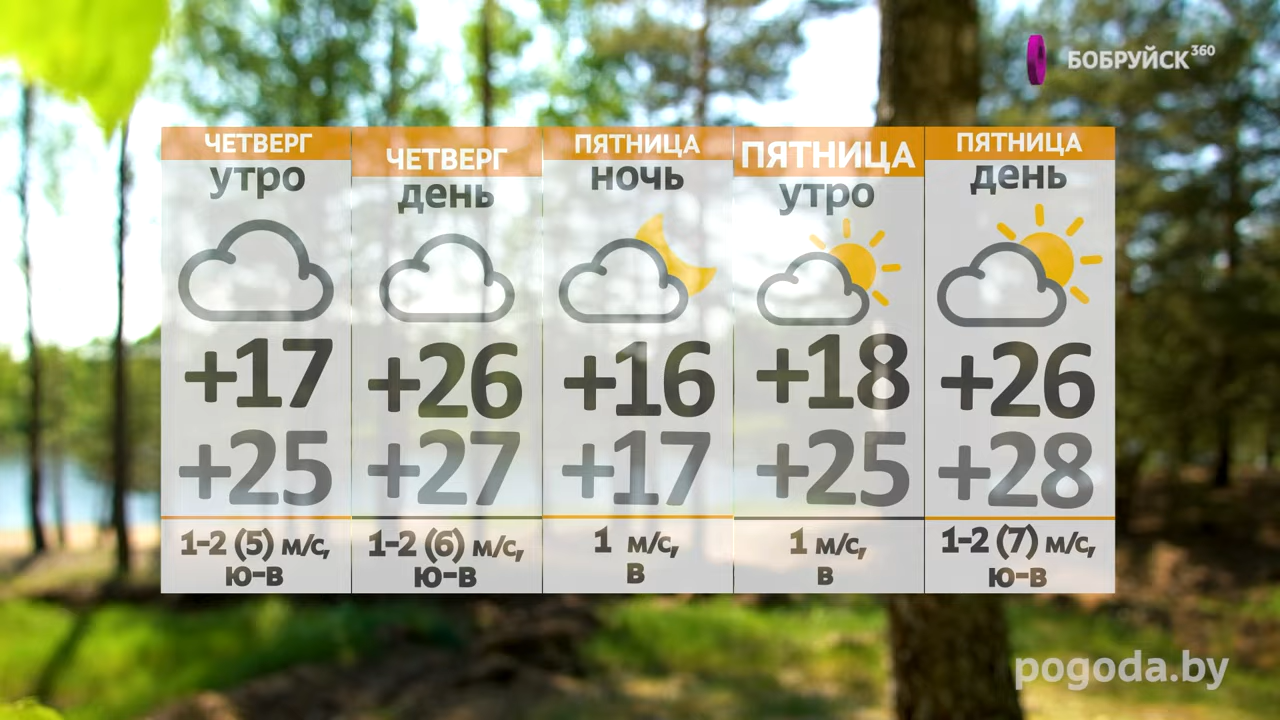 БОБРУЙСК360
ЧЕТВЕРГ
утро
+17
+25
1-2 (5) м/с,
ю-в
ЧЕТВЕРГ
день
+26
+27
1-2 (6) м/с,
ю-в
ПЯТНИЦА
ночь
+16
+17
1 м/с,
в
ПЯТНИЦА
утро
+18
+25
1 м/с,
в
ПЯТНИЦА
день
+26
+28
1-2 (7) м/с,
ю-в
pogoda.by